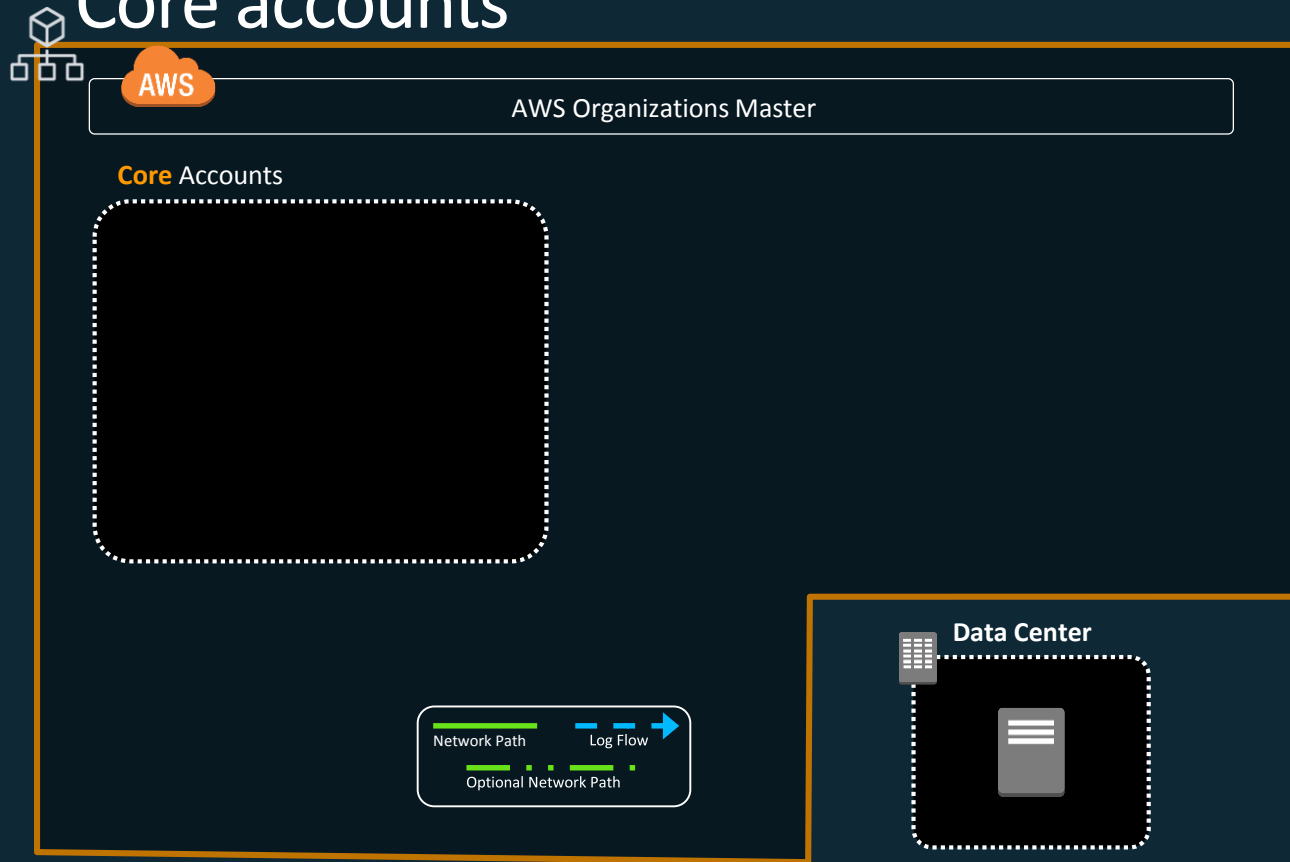 Core accounts
AWS
AWS Organizations Master
Core Accounts
Data Center
Network Path
Log Flow
Optional Network Path